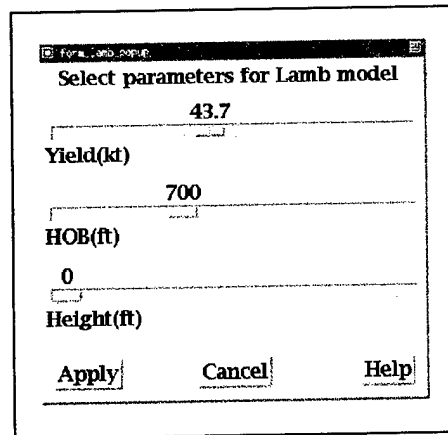 Select parameters for Lamb model
43.7
Yield(kt)
700
HOB(ft)
0
Height(ft)
Apply Cancel Help